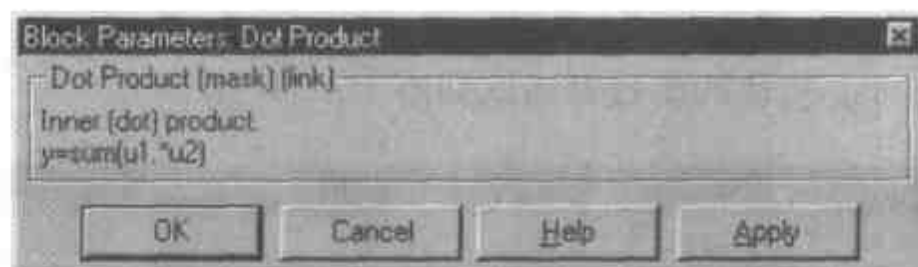 Block Parameters: Dot Product
Dot Product (mask) (link)
Inner (dot) product.
y=sum(u1.*u2)
OK
Cancel
Help
Apply